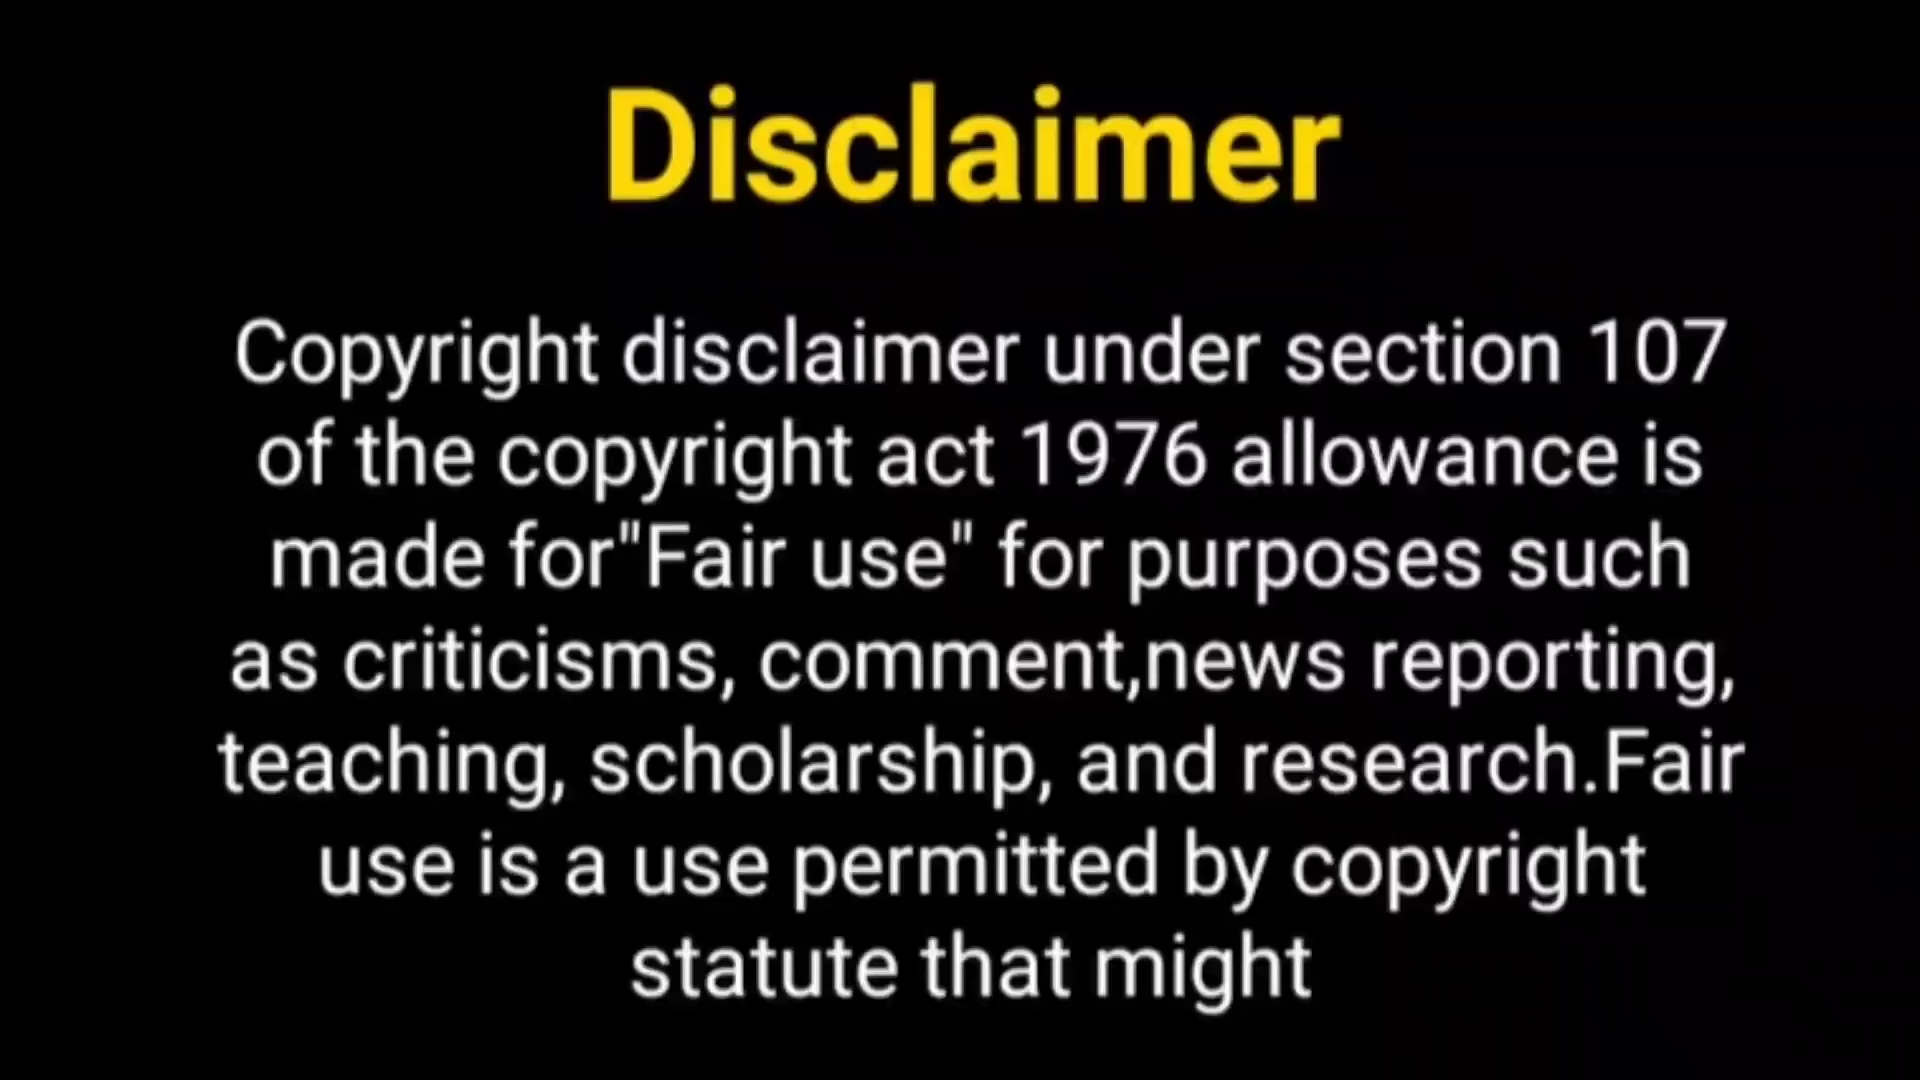 Disclaimer
Copyright disclaimer under section 107
of the copyright act 1976 allowance is
made for"Fair use" for purposes such
as criticisms, comment,news reporting,
teaching, scholarship, and research.Fair
use is a use permitted by copyright
statute that might